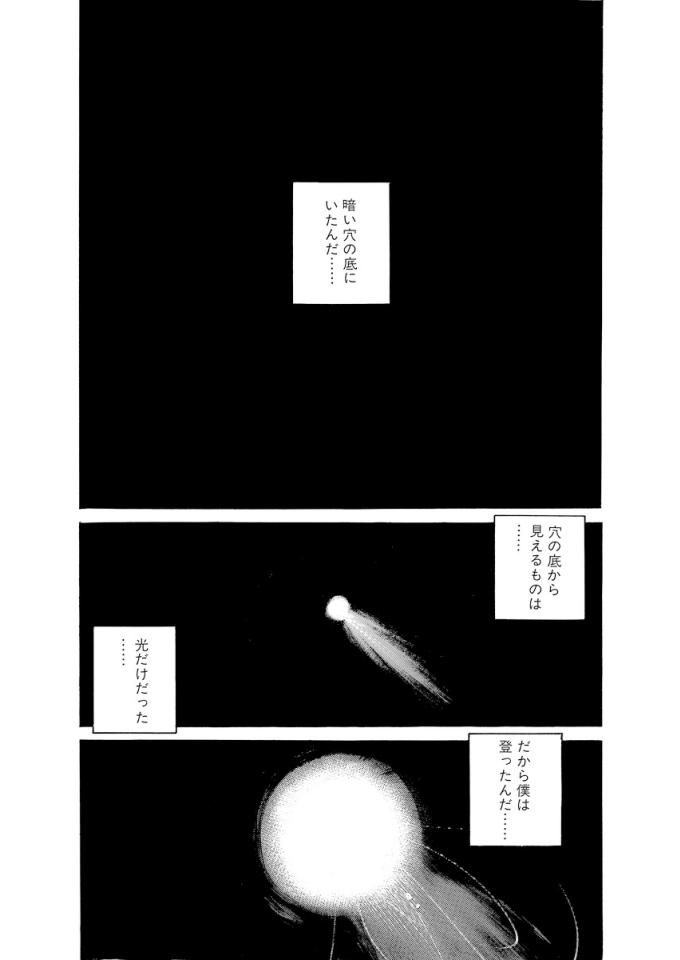 暗い穴の底に
いたんだ……
穴の底から
見えるものは
……
光だけだった
……
だから僕は
登ったんだ……